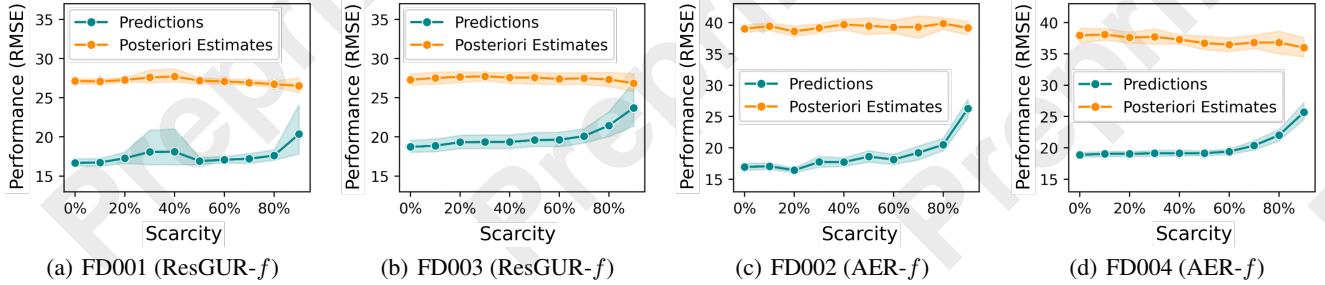 Performance (RMSE)
35
30
25
20
15
Predictions
Posteriori Estimates
0% 20% 40% 60% 80%
Scarcity
(a) FD001 (ResGUR-f)
Performance (RMSE)
35
30
25
20
15
Predictions
Posteriori Estimates
0% 20% 40% 60% 80%
Scarcity
(b) FD003 (ResGUR-f)
Performance (RMSE)
40
35
30
25
20
15
Predictions
Posteriori Estimates
0% 20% 40% 60% 80%
Scarcity
(c) FD002 (AER-f)
Performance (RMSE)
40
35
30
25
20
15
Predictions
Posteriori Estimates
0% 20% 40% 60% 80%
Scarcity
(d) FD004 (AER-f)